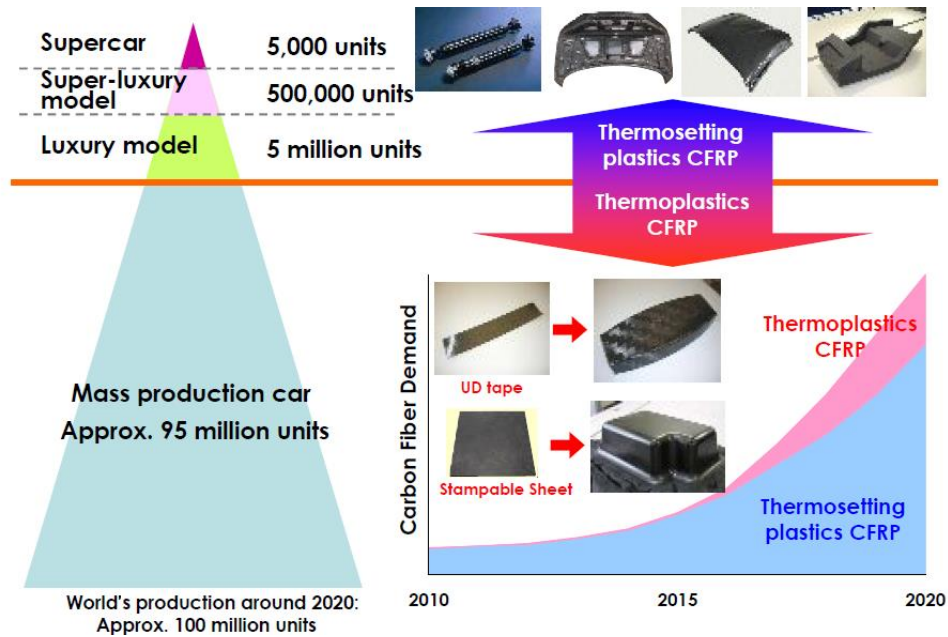 Supercar
5,000 units
Super-luxury
model
500,000 units
Luxury model
5 million units
Thermosetting
plastics CFRP
Thermoplastics
CFRP
Mass production car
Approx. 95 million units
World's production around 2020:
Approx. 100 million units
Carbon Fiber Demand
UD tape
Stampable Sheet
Thermoplastics
CFRP
Thermosetting
plastics CFRP
2010
2015
2020